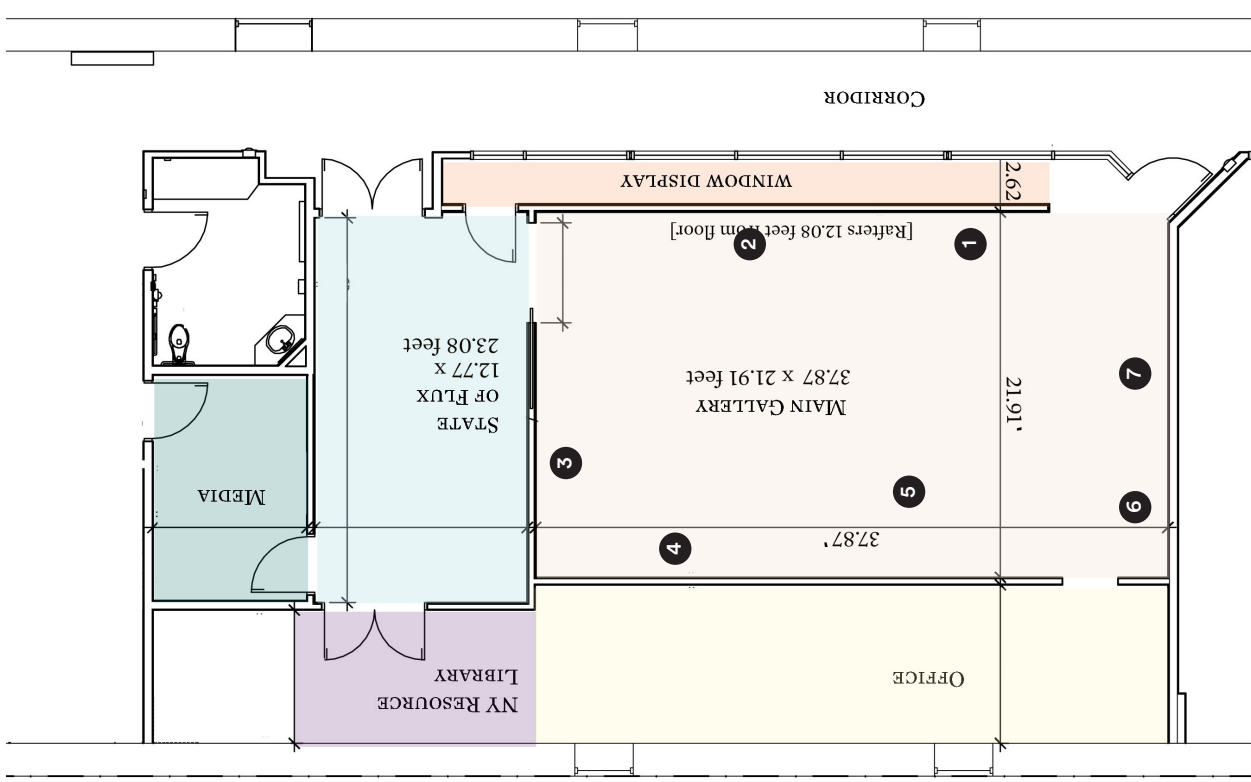 OFFICE
NY RESOURCE
LIBRARY
37.87'
4
6
5
MEDIA
3
21.91'
MAIN GALLERY
37.87 x 21.91 feet
STATE
OF FLUX
12.77 x
23.08 feet
7
1
2
[Rafters 12.08 feet from floor]
WINDOW DISPLAY
2.62
CORRIDOR